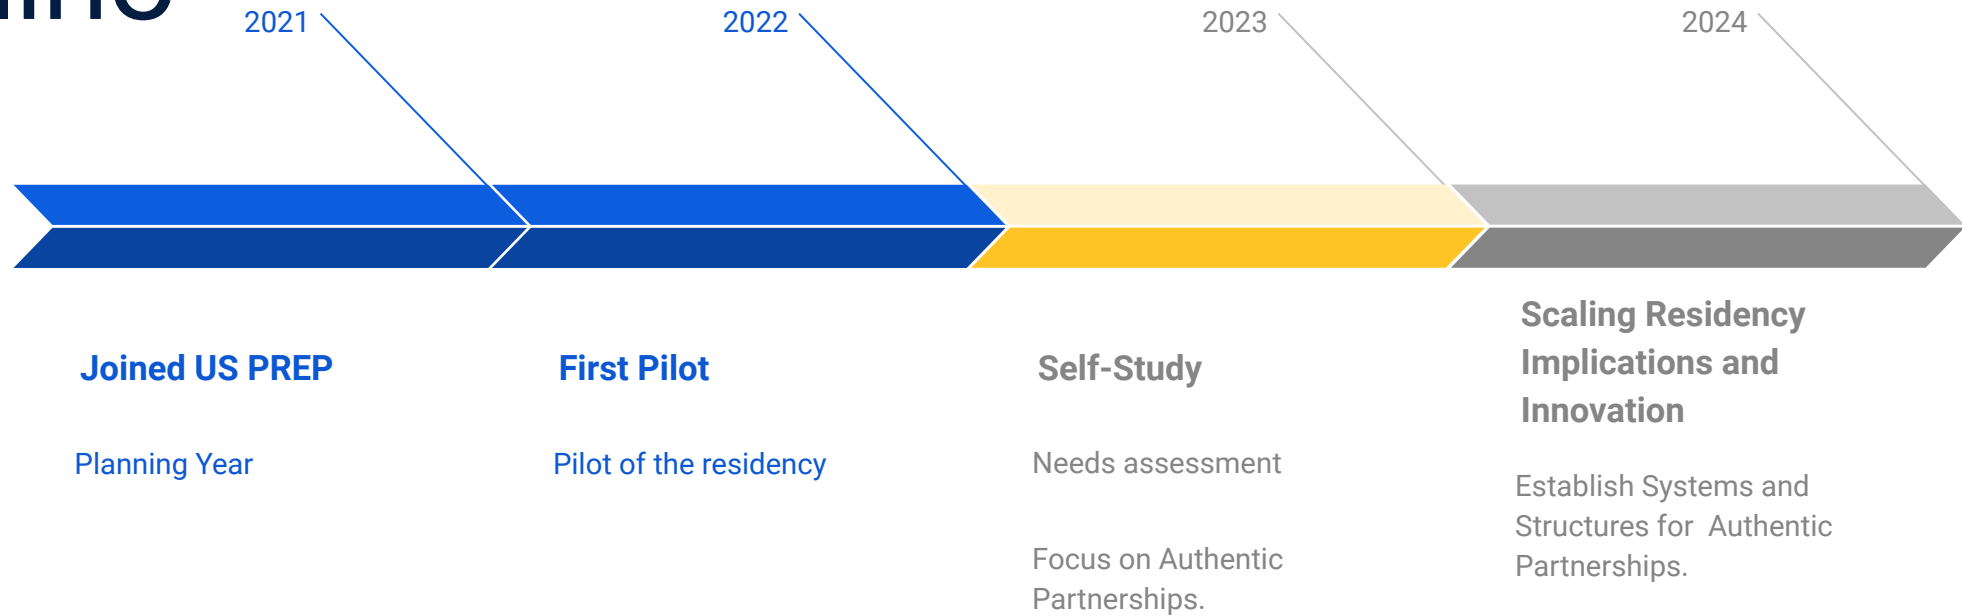 2021
2022
2023
2024
Joined US PREP
Planning Year
First Pilot
Pilot of the residency
Self-Study
Needs assessment
Focus on Authentic
Partnerships.
Scaling Residency
Implications and
Innovation
Establish Systems and
Structures for  Authentic
Partnerships.